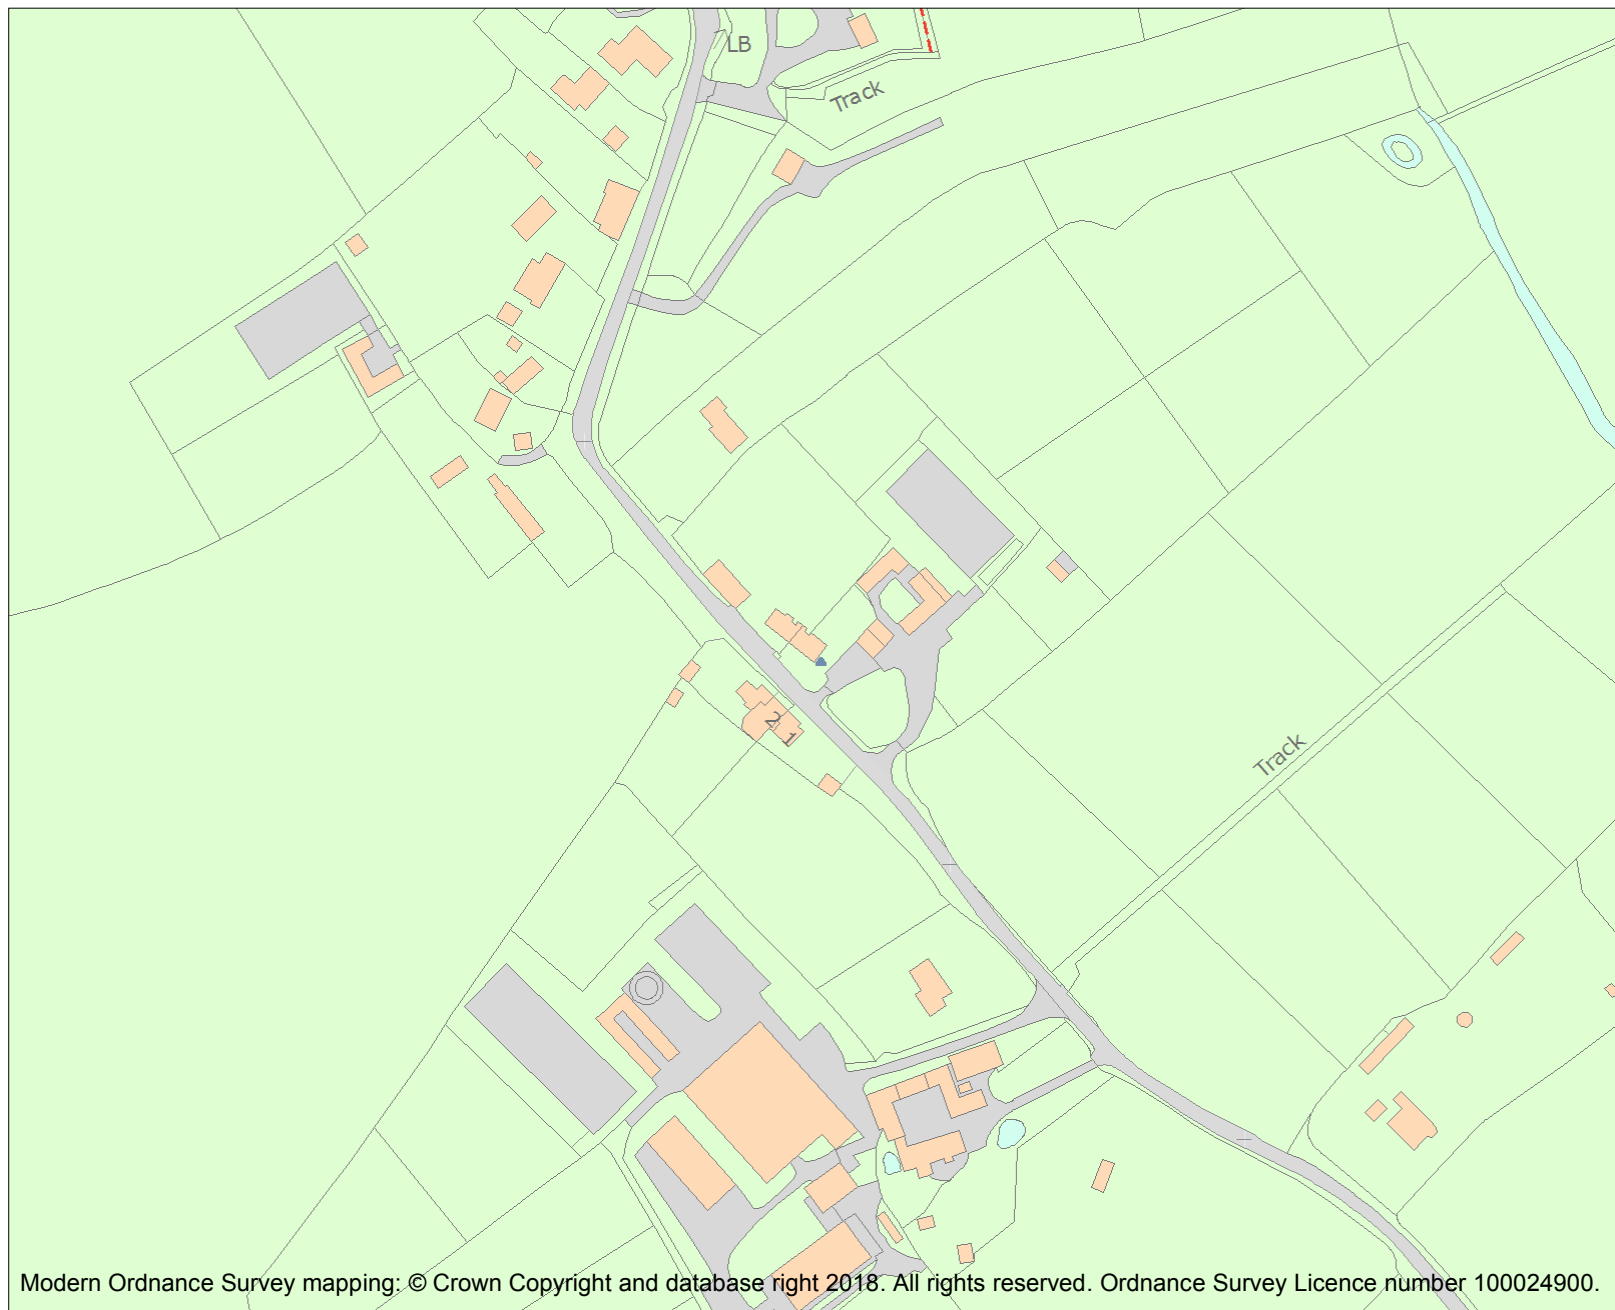 LB
Track
2
1
Track
Modern Ordnance Survey mapping: © Crown Copyright and database right 2018. All rights reserved. Ordnance Survey Licence number 100024900.